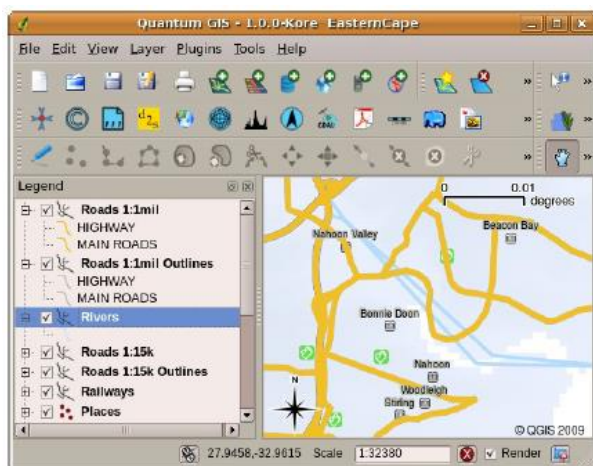 Quantum GIS - 1.0.0-Kore EasternCape
File Edit View Layer Plugins Tools Help
Legend
Roads 1:1mil
HIGHWAY
MAIN ROADS
Roads 1:1mil Outlines
HIGHWAY
MAIN ROADS
Rivers
Roads 1:15k
Roads 1:15k Outlines
Railways
Places
0 0.01
degrees
Beacon Bay
Nahoon Valley
Bonnie Doon
Nahoon
Woodleigh
Stirling
N
© QGIS 2009
27.9458,-32.9615 Scale 1:32380 Render